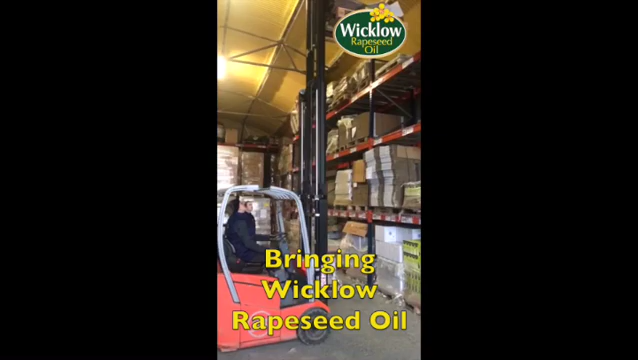 Wicklow
Rapeseed
Oil
Bringing
Wicklow
Rapeseed Oil